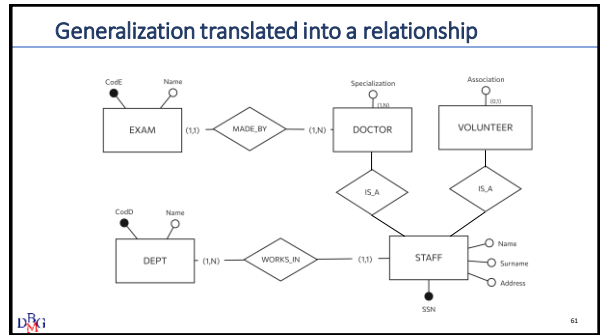 Generalization translated into a relationship
CodE
Name
Specialization
Association
(1,N)
(0,1)
EXAM
(1,1)
MADE_BY
(1,N)
DOCTOR
VOLUNTEER
IS_A
IS_A
CodD
Name
DEPT
(1,N)
WORKS_IN
(1,1)
STAFF
Name
Surname
Address
SSN
DBMG
61